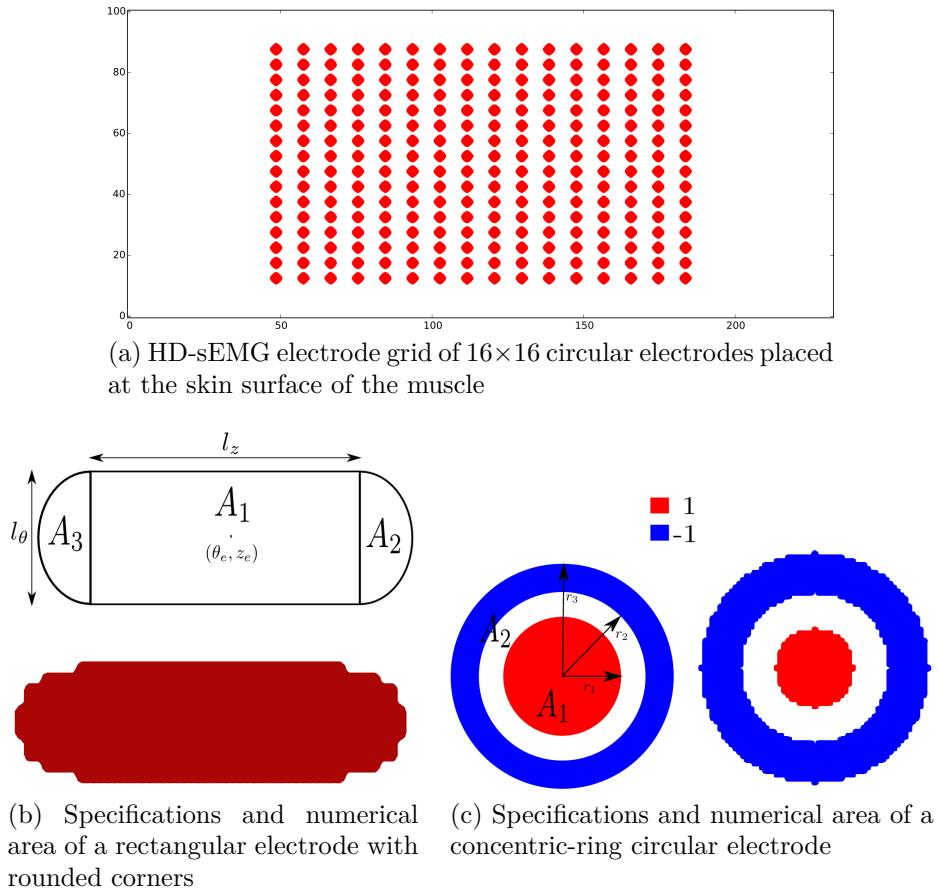 100
80
60
40
20
0
0 50 100 150 200
(a) HD-sEMG electrode grid of 16×16 circular electrodes placed
at the skin surface of the muscle
l_z
l_θ
A_3
A_1
(θ_e, z_e)
A_2
1
-1
A_2
r_3
r_2
r_1
A_1
(b) Specifications and numerical
area of a rectangular electrode with
rounded corners
(c) Specifications and numerical area of a
concentric-ring circular electrode